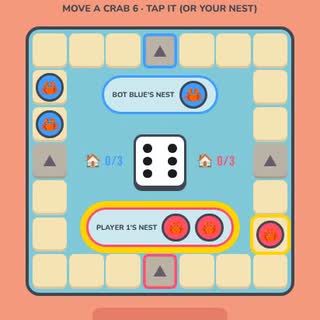 MOVE A CRAB 6 · TAP IT (OR YOUR NEST)
BOT BLUE'S NEST
0/3
0/3
PLAYER 1'S NEST